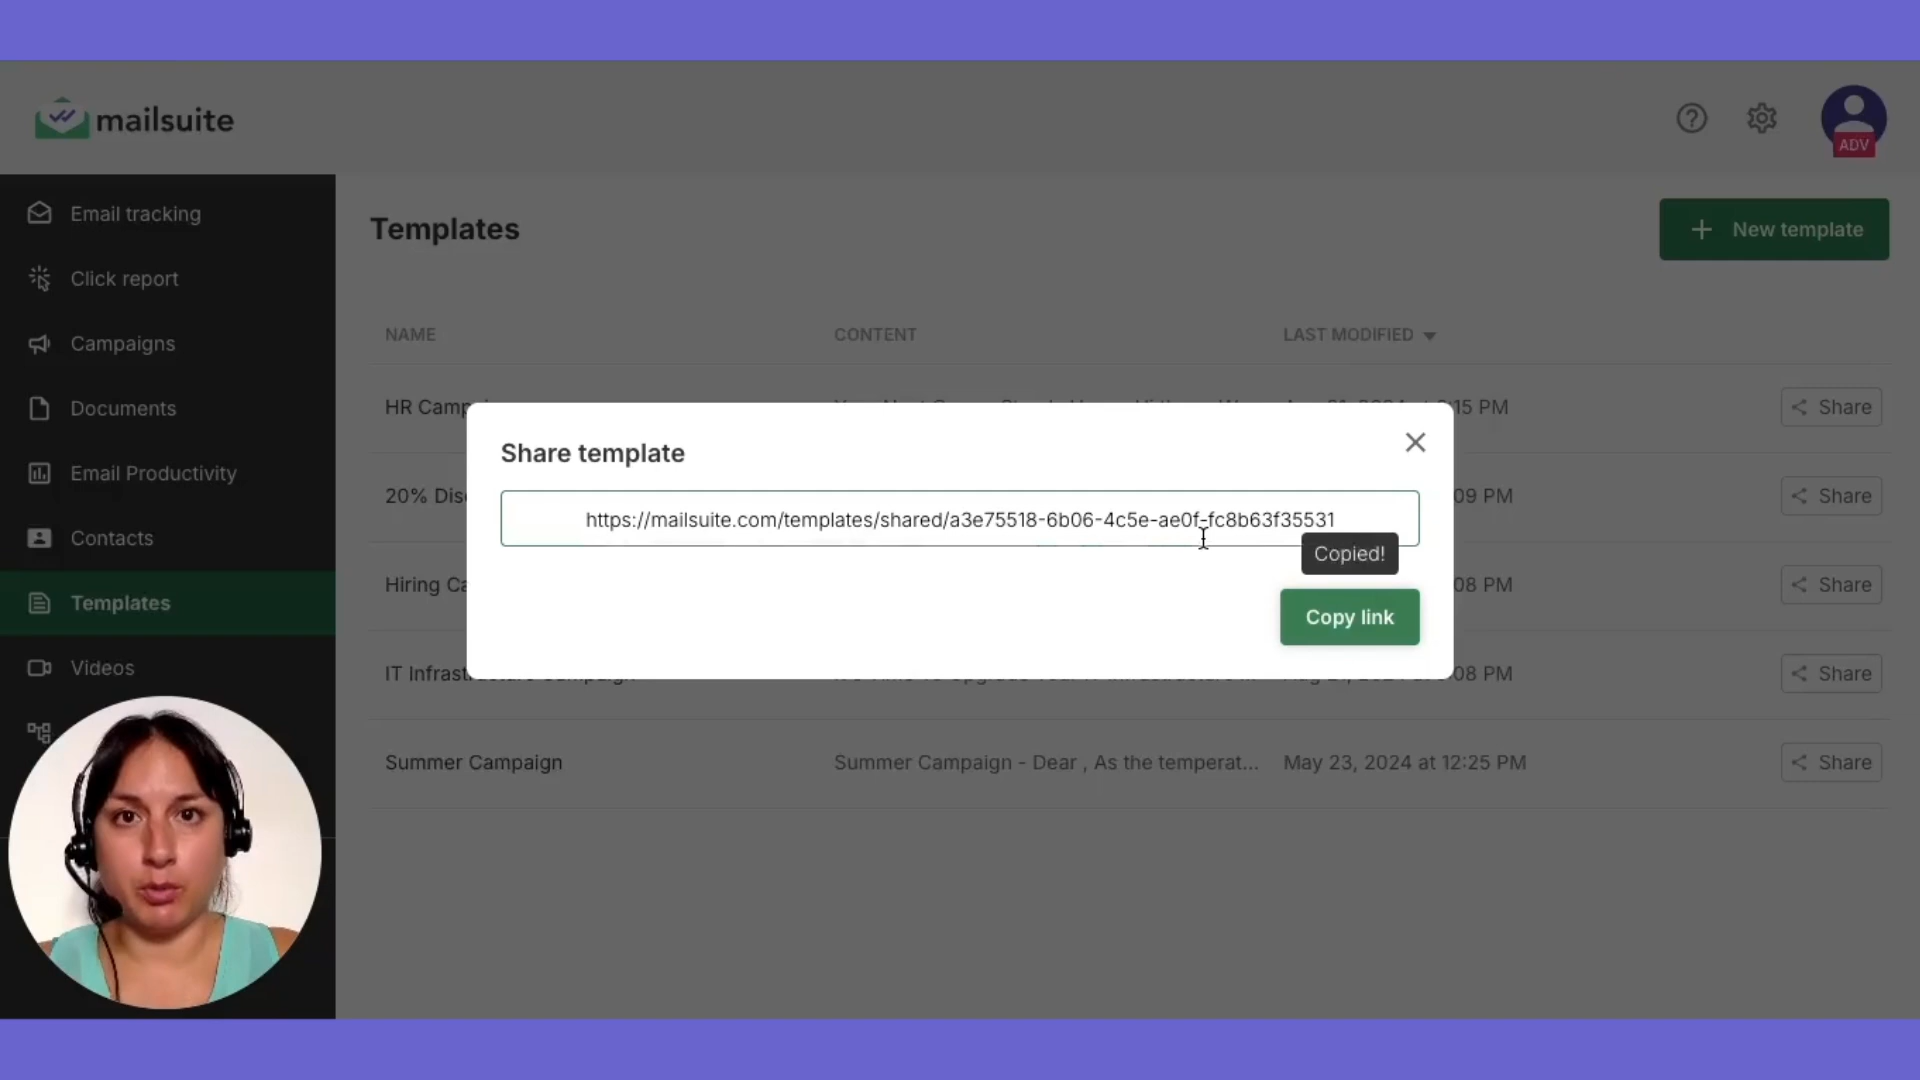 mailsuite
ADV
Email tracking
Click report
Campaigns
Documents
Email Productivity
Contacts
Templates
Videos
Templates
+ New template
NAME CONTENT LAST MODIFIED
HR Camp 15 PM Share
20% Dis 09 PM Share
Hiring Ca 08 PM Share
IT Infrast 08 PM Share
Summer Campaign Summer Campaign - Dear , As the temperat... May 23, 2024 at 12:25 PM Share
Share template
https://mailsuite.com/templates/shared/a3e75518-6b06-4c5e-ae0f-fc8b63f35531
Copied!
Copy link